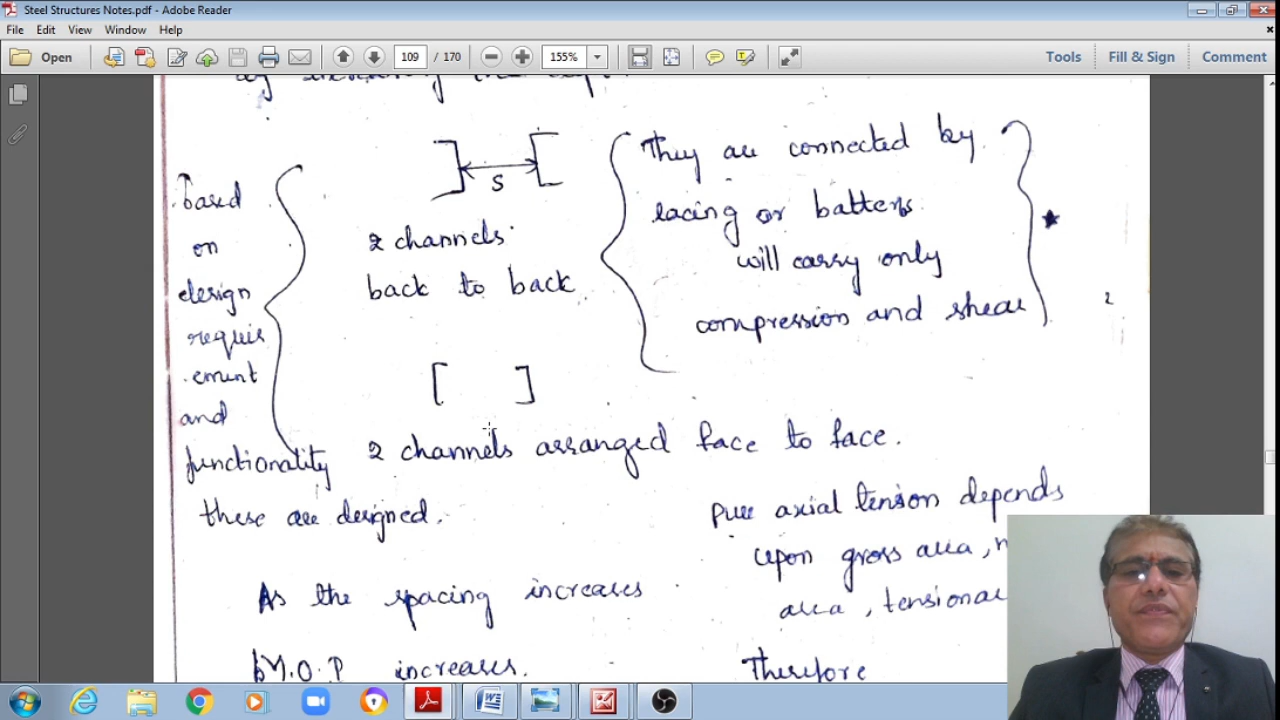 Steel Structures Notes.pdf - Adobe Reader
File Edit View Window Help
Open 109 / 170 155% Tools Fill & Sign Comment
S
2 channels
back to back
They are connected by
lacing or battens
will carry only
compression and shear
2
based
on
design
requir
ement
and
functionality
these are designed.
2 channels arranged face to face.
As the spacing increases
M.O.P increases.
pure axial tension depends
upon gross area,
area, tensional
Therefore